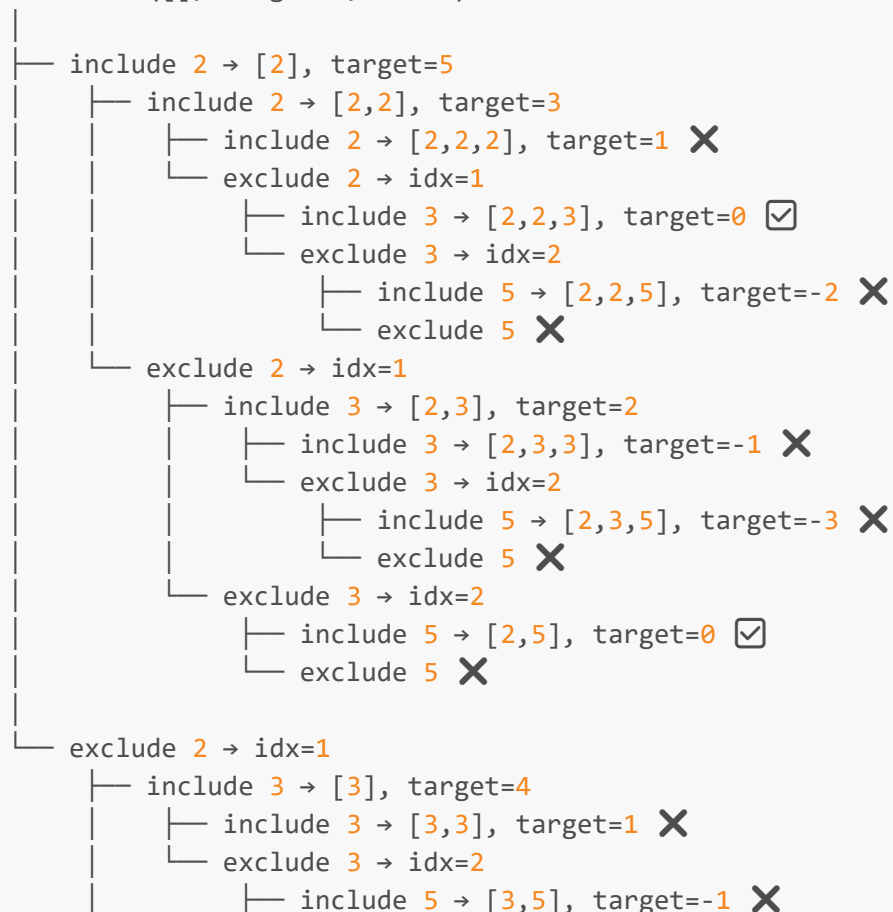 ├── include 2 → [2], target=5
│    ├── include 2 → [2,2], target=3
│    │    ├── include 2 → [2,2,2], target=1 ❌
│    │    └── exclude 2 → idx=1
│    │         ├── include 3 → [2,2,3], target=0 ✅
│    │         └── exclude 3 → idx=2
│    │              ├── include 5 → [2,2,5], target=-2 ❌
│    │              └── exclude 5 ❌
│    └── exclude 2 → idx=1
│         ├── include 3 → [2,3], target=2
│         │    ├── include 3 → [2,3,3], target=-1 ❌
│         │    └── exclude 3 → idx=2
│         │         ├── include 5 → [2,3,5], target=-3 ❌
│         │         └── exclude 5 ❌
│         └── exclude 3 → idx=2
│              ├── include 5 → [2,5], target=0 ✅
│              └── exclude 5 ❌
│
└── exclude 2 → idx=1
     ├── include 3 → [3], target=4
     │    ├── include 3 → [3,3], target=1 ❌
     │    └── exclude 3 → idx=2
     │         ├── include 5 → [3,5], target=-1 ❌